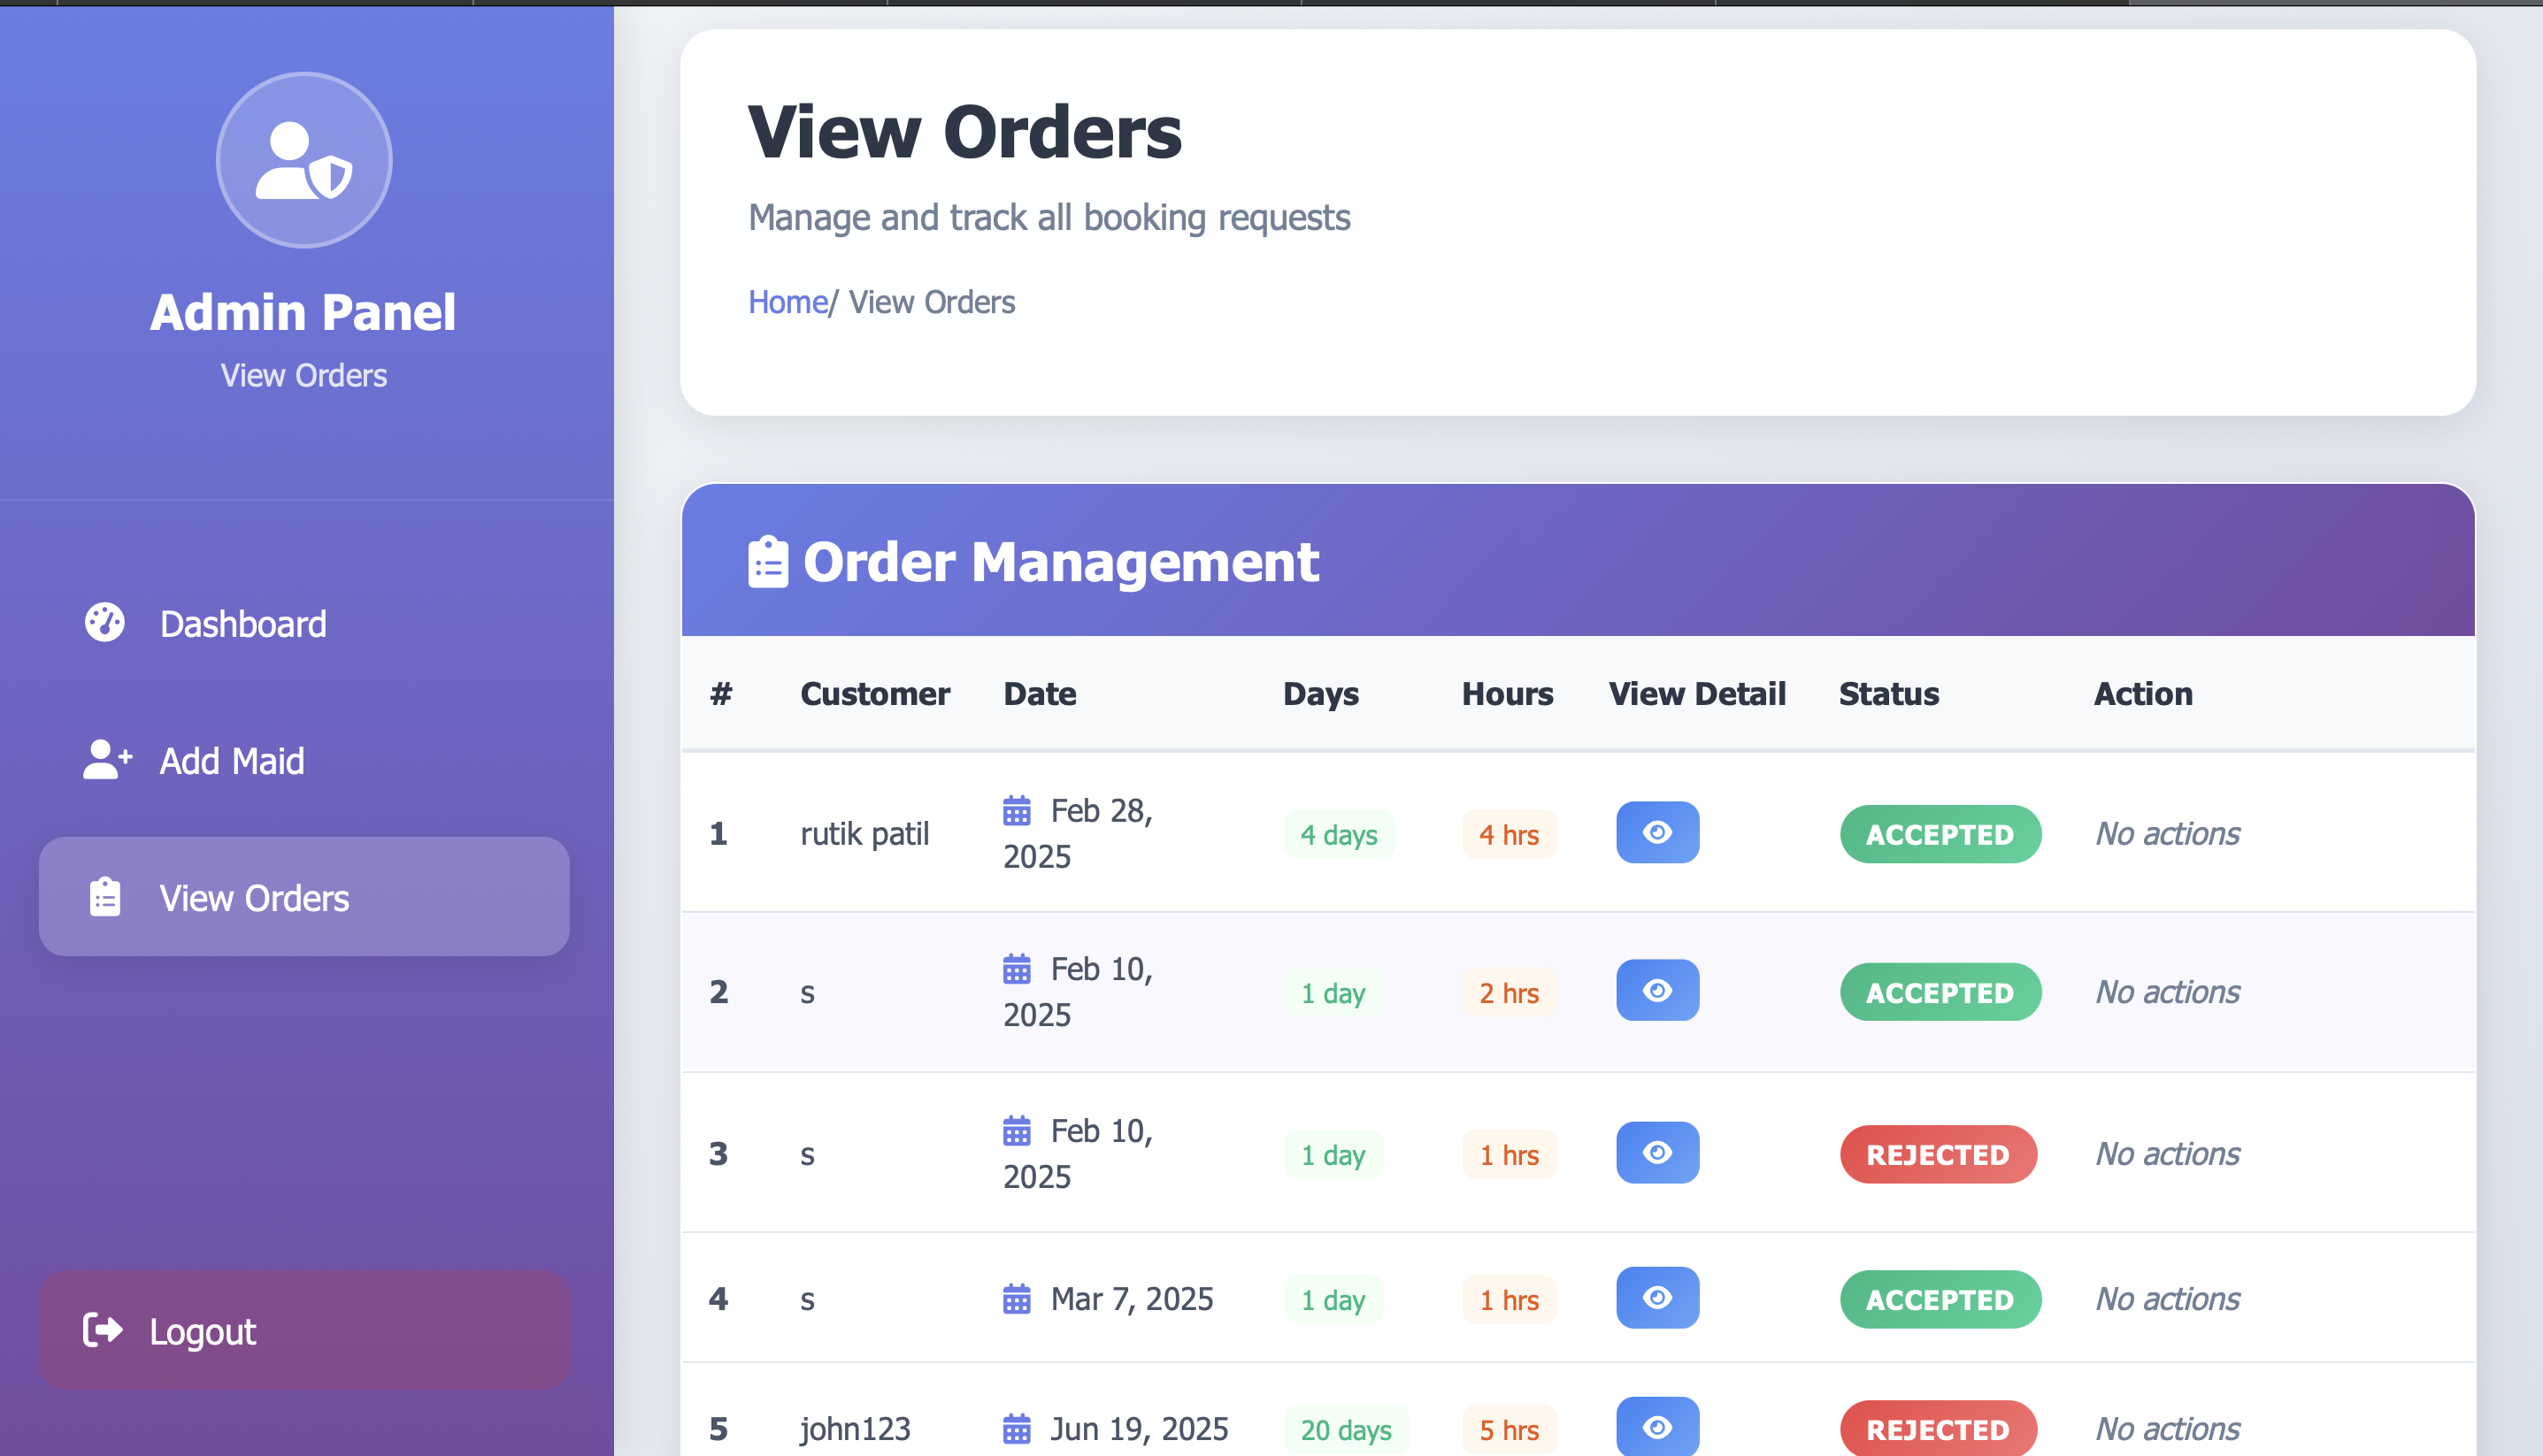 Admin Panel
View Orders
Dashboard
Add Maid
View Orders
Logout
View Orders
Manage and track all booking requests
Home/ View Orders
Order Management
# Customer Date Days Hours View Detail Status Action
1 rutik patil Feb 28, 2025 4 days 4 hrs ACCEPTED No actions
2 s Feb 10, 2025 1 day 2 hrs ACCEPTED No actions
3 s Feb 10, 2025 1 day 1 hrs REJECTED No actions
4 s Mar 7, 2025 1 day 1 hrs ACCEPTED No actions
5 john123 Jun 19, 2025 20 days 5 hrs REJECTED No actions